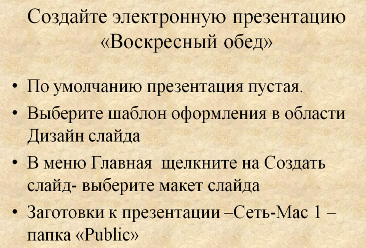 Создайте электронную презентацию
«Воскресный обед»
• По умолчанию презентация пустая.
• Выберите шаблон оформления в области
Дизайн слайда
• В меню Главная щелкните на Создать
слайд- выберите макет слайда
• Заготовки к презентации –Сеть-Мас 1 –
папка «Public»